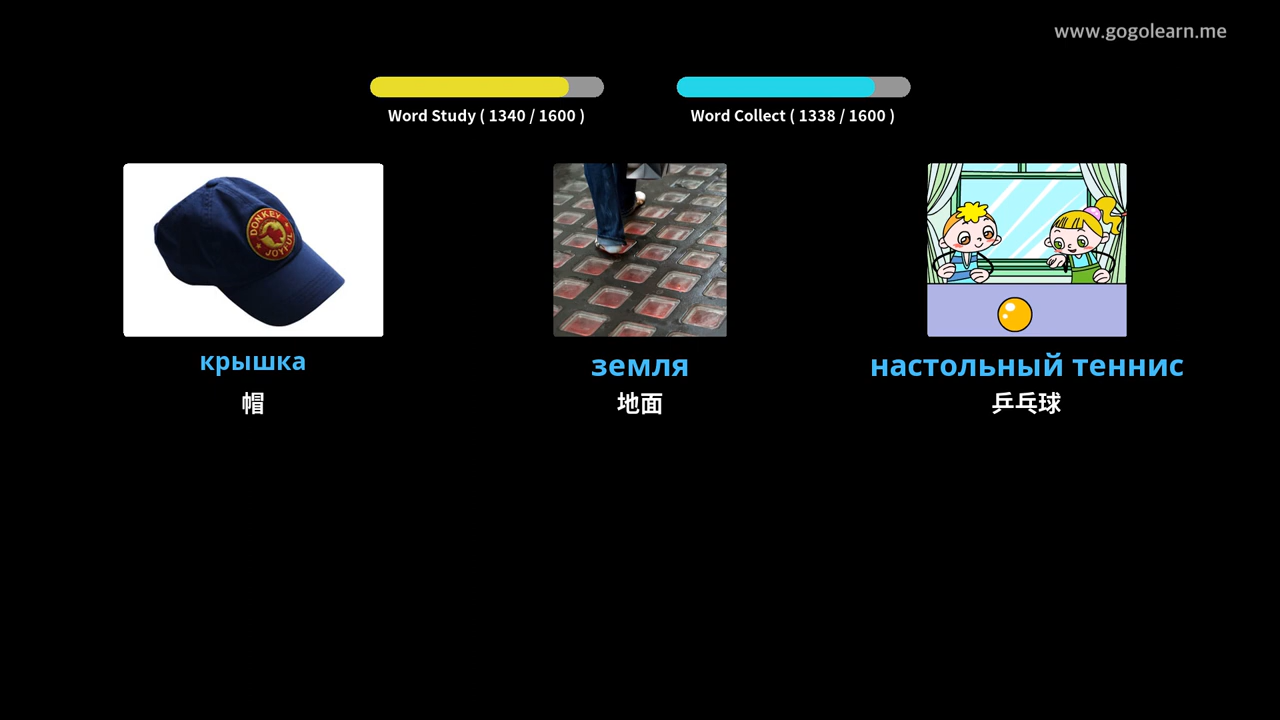 www.gogolearn.me
Word Study ( 1340 / 1600 )
Word Collect ( 1338 / 1600 )
DONKEY
JOYFUL
крышка
земля
настольный теннис
帽
地面
乒乓球